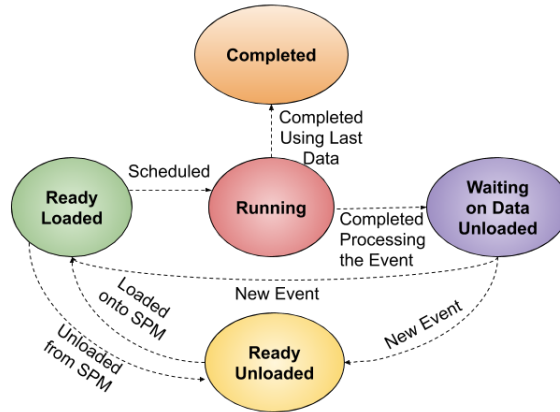 Completed
Completed
Using Last
Data
Scheduled
Ready
Loaded
Running
Waiting
on Data
Unloaded
Completed
Processing
the Event
New Event
Loaded
onto SPM
Unloaded
from SPM
New Event
Ready
Unloaded